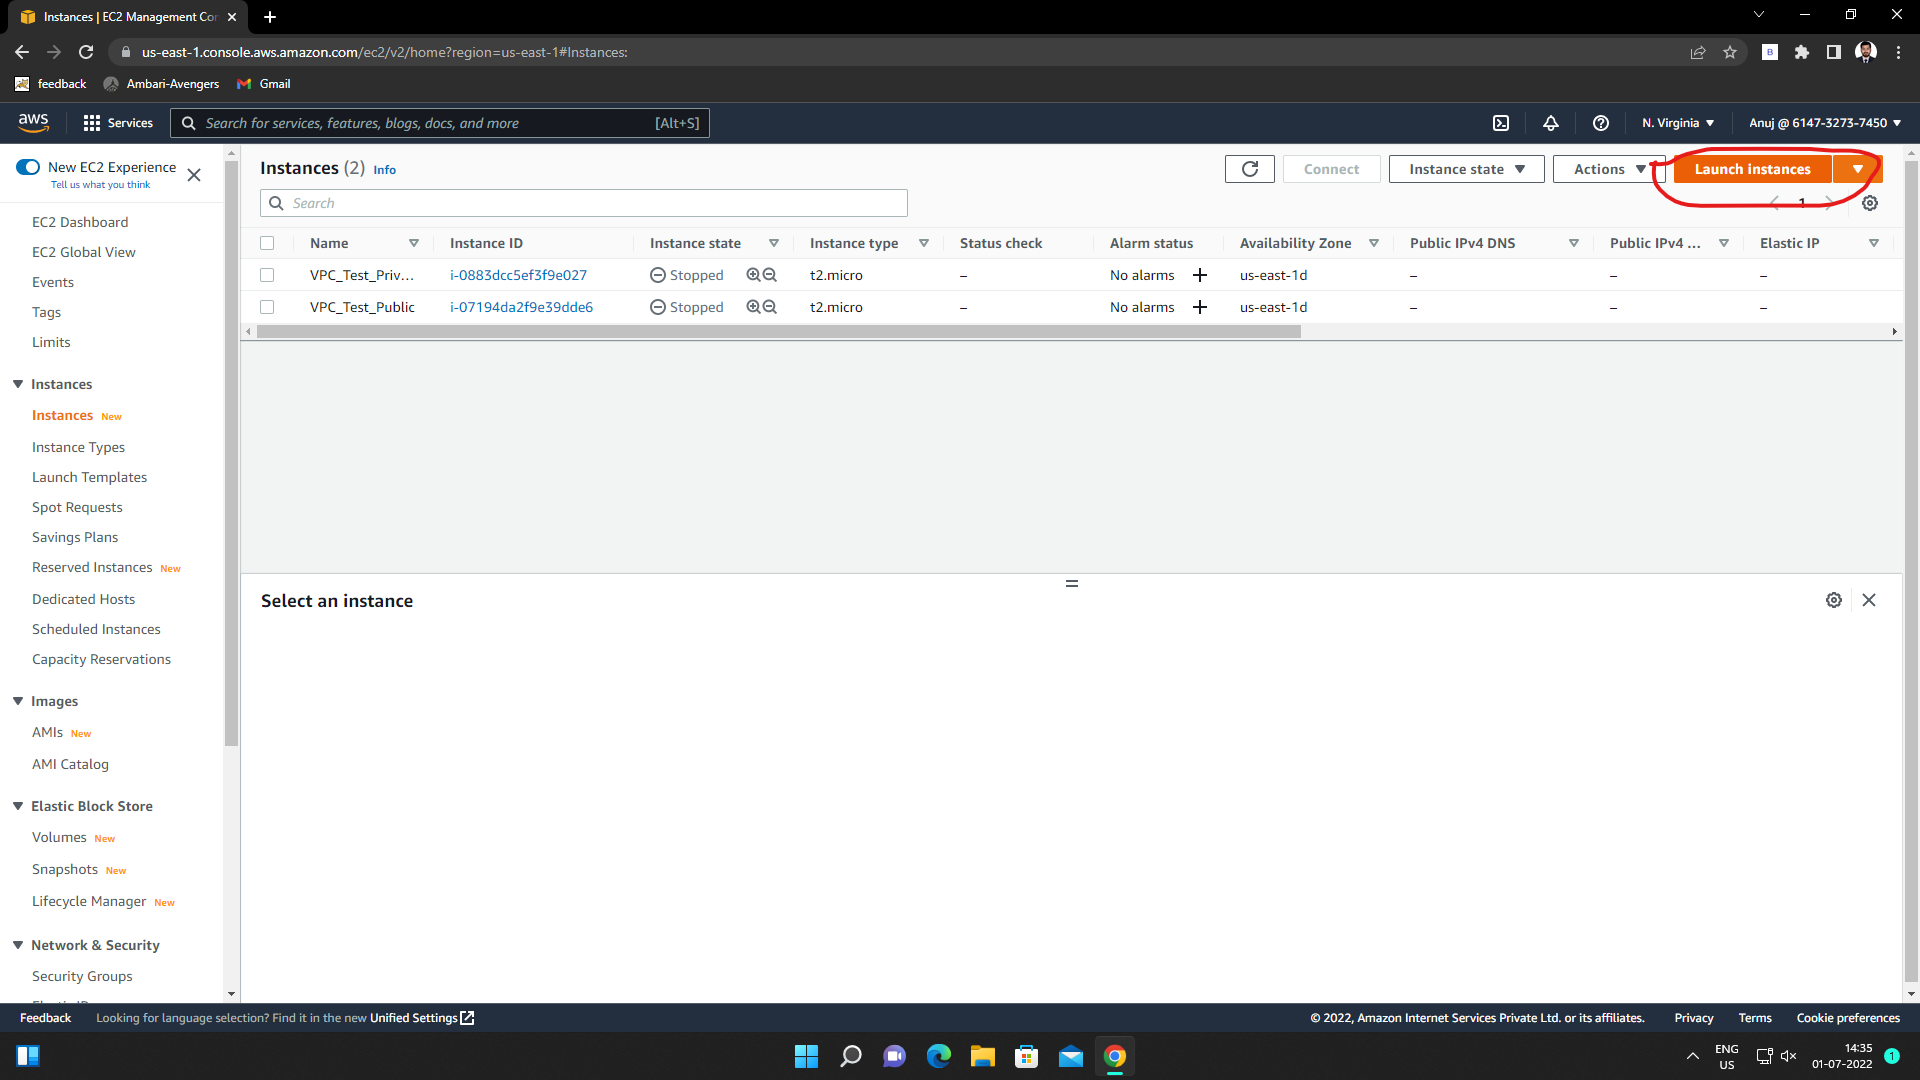 Instances | EC2 Management Con
us-east-1.console.aws.amazon.com/ec2/v2/home?region=us-east-1#Instances:
feedback Ambari-Avengers Gmail
aws Services Search for services, features, blogs, docs, and more [Alt+S] N. Virginia Anuj @ 6147-3273-7450
New EC2 Experience
Tell us what you think
EC2 Dashboard
EC2 Global View
Events
Tags
Limits
Instances
Instances New
Instance Types
Launch Templates
Spot Requests
Savings Plans
Reserved Instances New
Dedicated Hosts
Scheduled Instances
Capacity Reservations
Images
AMIs New
AMI Catalog
Elastic Block Store
Volumes New
Snapshots New
Lifecycle Manager New
Network & Security
Security Groups
Instances (2) Info Connect Instance state Actions Launch instances
Search 1
Name Instance ID Instance state Instance type Status check Alarm status Availability Zone Public IPv4 DNS Public IPv4 ... Elastic IP
VPC_Test_Priv... i-0883dcc5ef3f9e027 Stopped t2.micro – No alarms + us-east-1d – – –
VPC_Test_Public i-07194da2f9e39dde6 Stopped t2.micro – No alarms + us-east-1d – – –
Select an instance
Feedback Looking for language selection? Find it in the new Unified Settings © 2022, Amazon Internet Services Private Ltd. or its affiliates. Privacy Terms Cookie preferences
ENG
US
14:35
01-07-2022
1